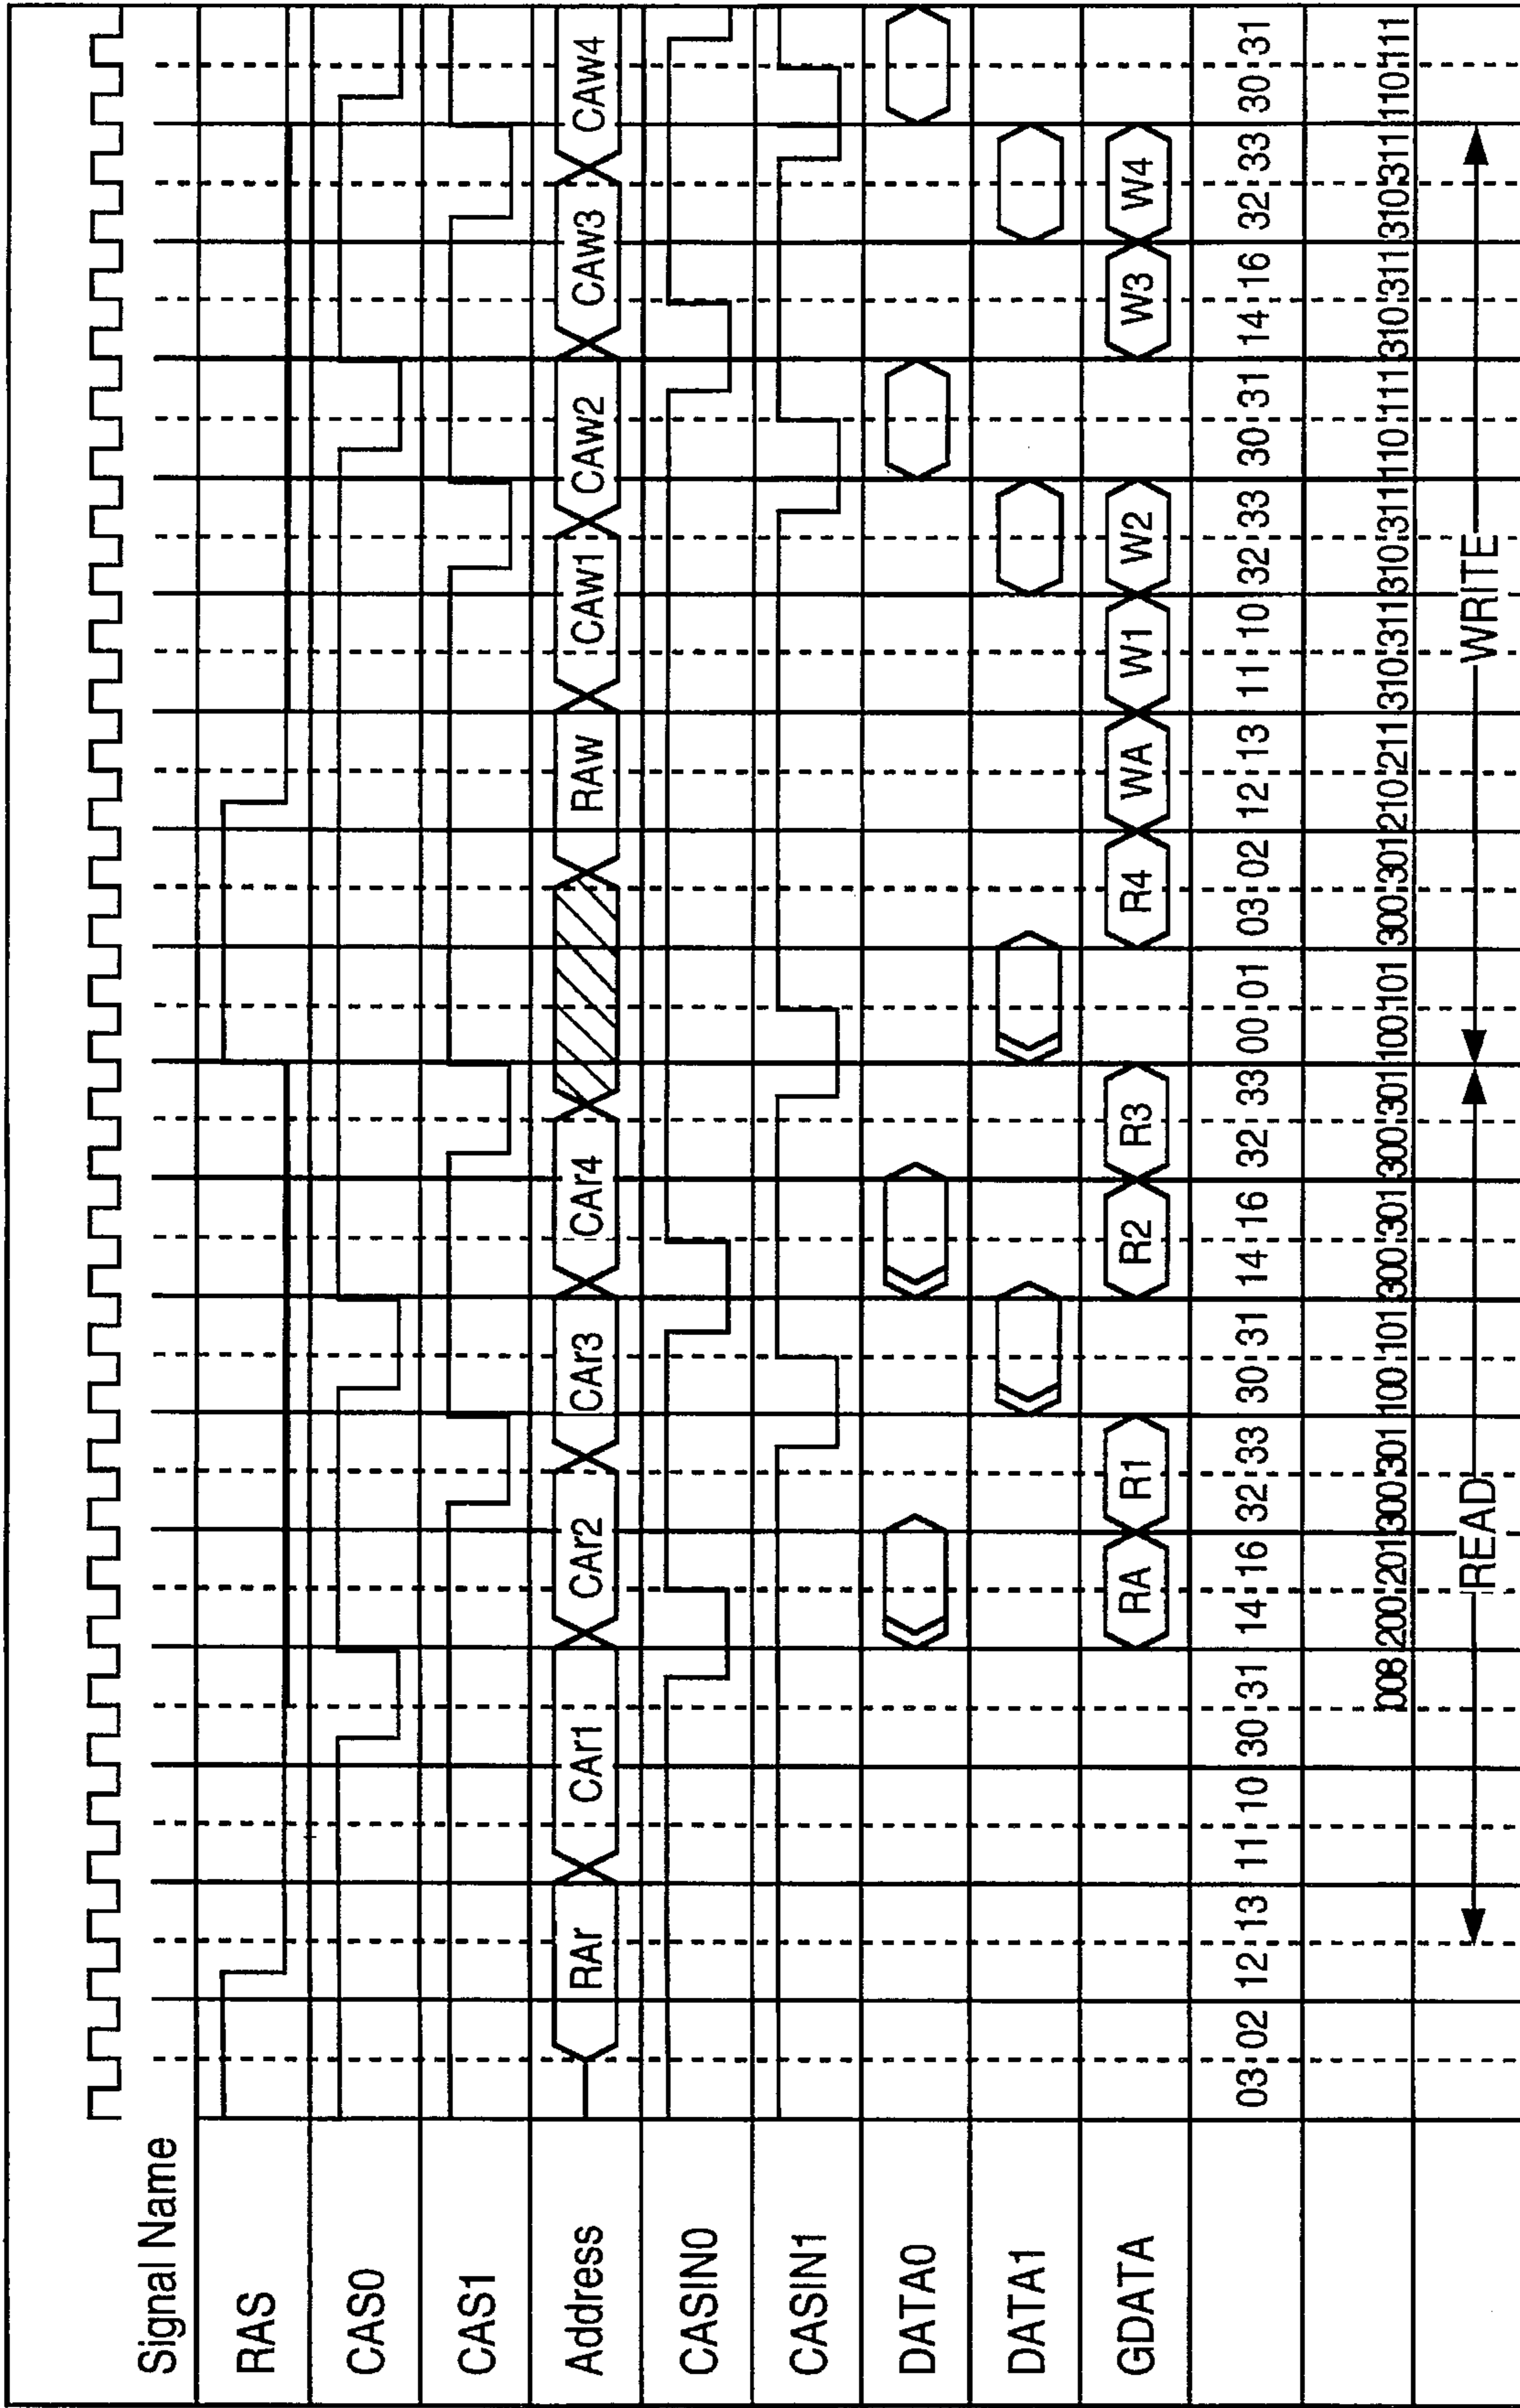 Signal Name
RAS
CAS0
CAS1
Address RAr CAr1 CAr2 CAr3 CAr4 RAw CAw1 CAw2 CAw3 CAw4
CASIN0
CASIN1
DATA0
DATA1
GDATA RA R1 R2 R3 R4 WA W1 W2 W3 W4
03 02 12 13 11 10 30 31 14 16 32 33 30 31 14 16 32 33 00 01 03 02 12 13 11 10 32 33 30 31 14 16 32 33 30 31
008 200 201 300 301 100 101 300 301 300 301 100 101 300 301 210 211 310 311 310 311 110 111 310 311 310 311 110 111
READ WRITE